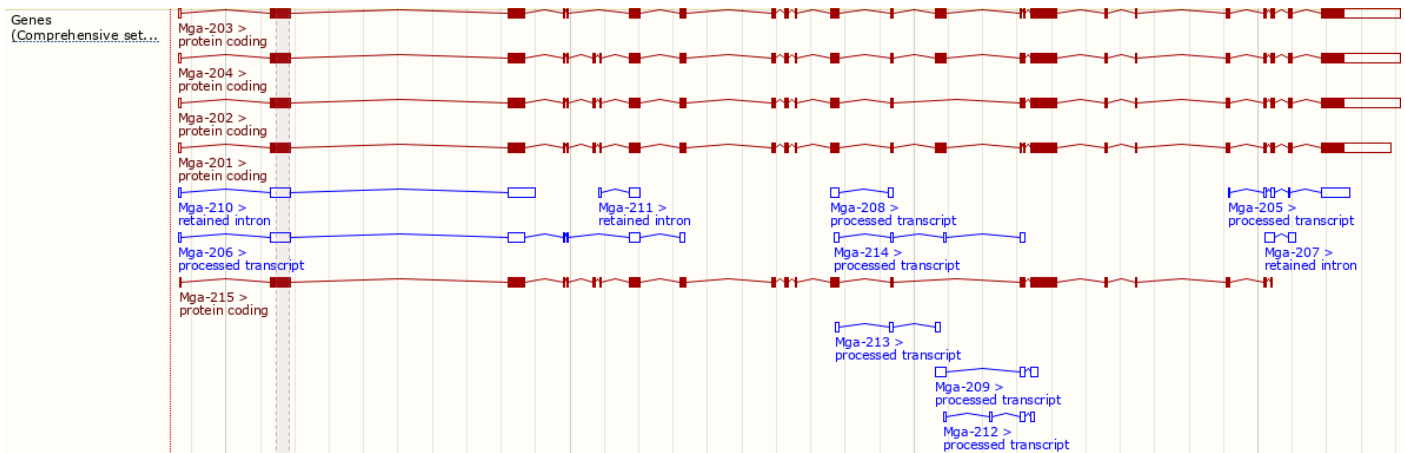 Genes
(Comprehensive set...
Mga-203 >
protein coding
Mga-204 >
protein coding
Mga-202 >
protein coding
Mga-201 >
protein coding
Mga-210 >
retained intron
Mga-211 >
retained intron
Mga-208 >
processed transcript
Mga-205 >
processed transcript
Mga-206 >
processed transcript
Mga-214 >
processed transcript
Mga-207 >
retained intron
Mga-215 >
protein coding
Mga-213 >
processed transcript
Mga-209 >
processed transcript
Mga-212 >
processed transcript